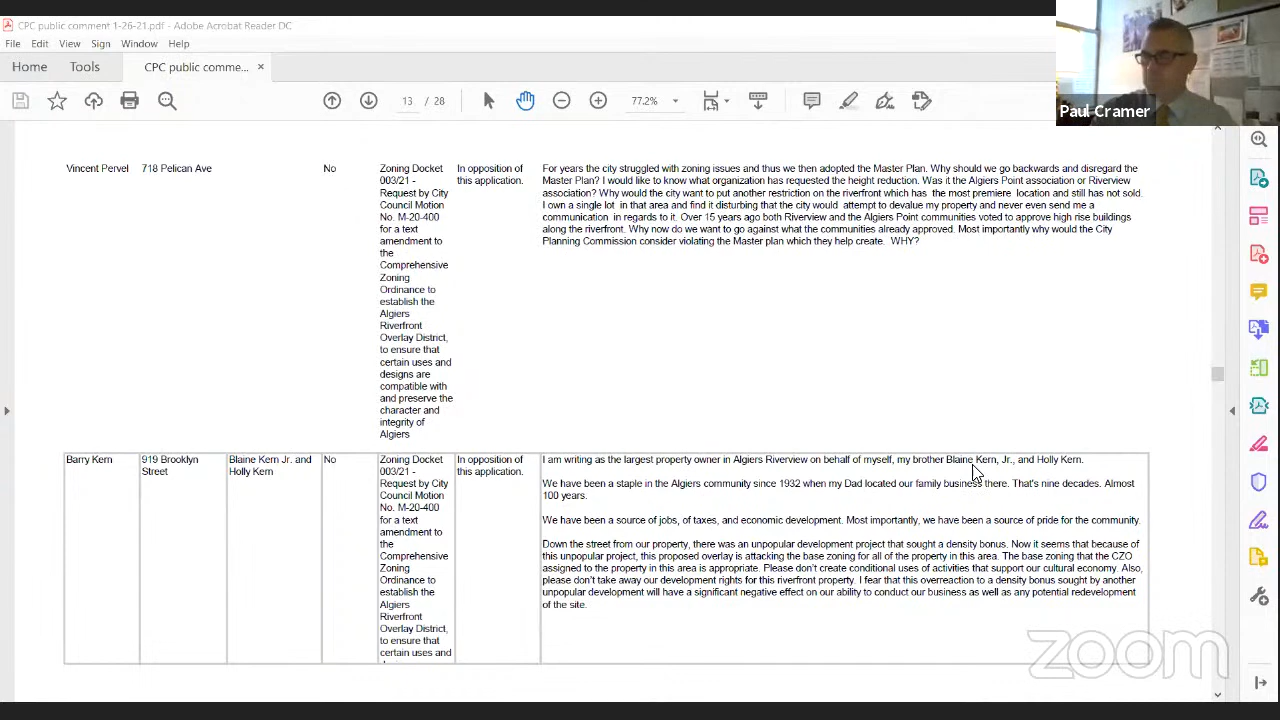 CPC public comment 1-26-21.pdf - Adobe Acrobat Reader DC
File Edit View Sign Window Help
Home Tools CPC public comme... ×
13 / 28 77.2%
Paul Cramer
Vincent Pervel
718 Pelican Ave
No
Zoning Docket
003/21 -
Request by City
Council Motion
No. M-20-400
for a text
amendment to
the
Comprehensive
Zoning
Ordinance to
establish the
Algiers
Riverfront
Overlay District,
to ensure that
certain uses and
designs are
compatible with
and preserve the
character and
integrity of
Algiers
In opposition of
this application.
For years the city struggled with zoning issues and thus we then adopted the Master Plan. Why should we go backwards and disregard the
Master Plan? I would like to know what organization has requested the height reduction. Was it the Algiers Point association or Riverview
association? Why would the city want to put another restriction on the riverfront which has the most premiere location and still has not sold.
I own a single lot in that area and find it disturbing that the city would attempt to devalue my property and never even send me a
communication in regards to it. Over 15 years ago both Riverview and the Algiers Point communities voted to approve high rise buildings
along the riverfront. Why now do we want to go against what the communities already approved. Most importantly why would the City
Planning Commission consider violating the Master plan which they help create. WHY?
Barry Kern
919 Brooklyn
Street
Blaine Kern Jr. and
Holly Kern
No
Zoning Docket
003/21 -
Request by City
Council Motion
No. M-20-400
for a text
amendment to
the
Comprehensive
Zoning
Ordinance to
establish the
Algiers
Riverfront
Overlay District,
to ensure that
certain uses and
In opposition of
this application.
I am writing as the largest property owner in Algiers Riverview on behalf of myself, my brother Blaine Kern, Jr., and Holly Kern.
We have been a staple in the Algiers community since 1932 when my Dad located our family business there. That's nine decades. Almost
100 years.
We have been a source of jobs, of taxes, and economic development. Most importantly, we have been a source of pride for the community.
Down the street from our property, there was an unpopular development project that sought a density bonus. Now it seems that because of
this unpopular project, this proposed overlay is attacking the base zoning for all of the property in this area. The base zoning that the CZO
assigned to the property in this area is appropriate. Please don't create conditional uses of activities that support our cultural economy. Also,
please don't take away our development rights for this riverfront property. I fear that this overreaction to a density bonus sought by another
unpopular development will have a significant negative effect on our ability to conduct our business as well as any potential redevelopment
of the site.
zoom